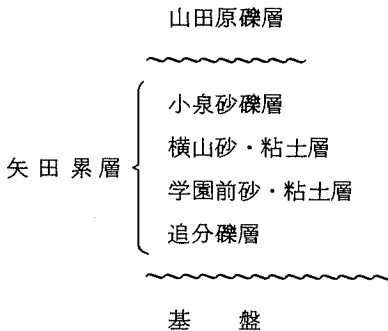 山田原礫層
小泉砂礫層
横山砂・粘土層
矢田累層
学園前砂・粘土層
追分礫層
基盤